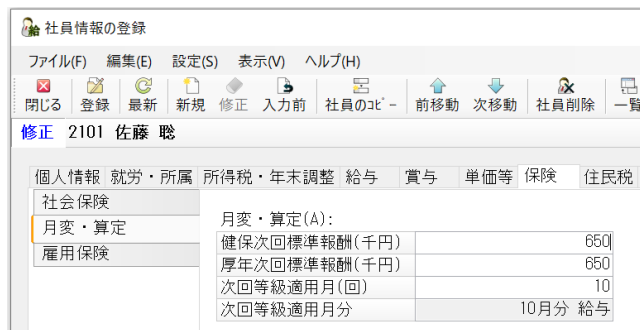 社員情報の登録
ファイル(F) 編集(E) 設定(S) 表示(V) ヘルプ(H)
閉じる 登録 最新 新規 修正 入力前 社員のｺﾋﾟｰ 前移動 次移動 社員削除 一覧
修正 2101 佐藤 聡
個人情報 就労・所属 所得税・年末調整 給与 賞与 単価等 保険 住民税
社会保険
月変・算定
雇用保険
月変・算定(A):
健保次回標準報酬(千円) 650
厚年次回標準報酬(千円) 650
次回等級適用月(回) 10
次回等級適用月分 10月分 給与